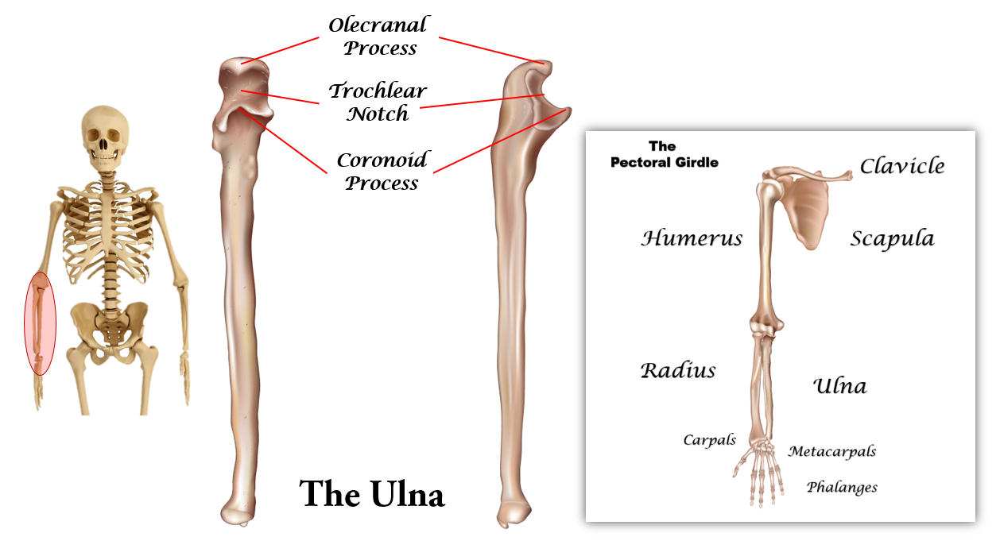 Olecranal
Process
Trochlear
Notch
Coronoid
Process
The Ulna
The
Pectoral Girdle
Clavicle
Humerus
Scapula
Radius
Ulna
Carpals
Metacarpals
Phalanges